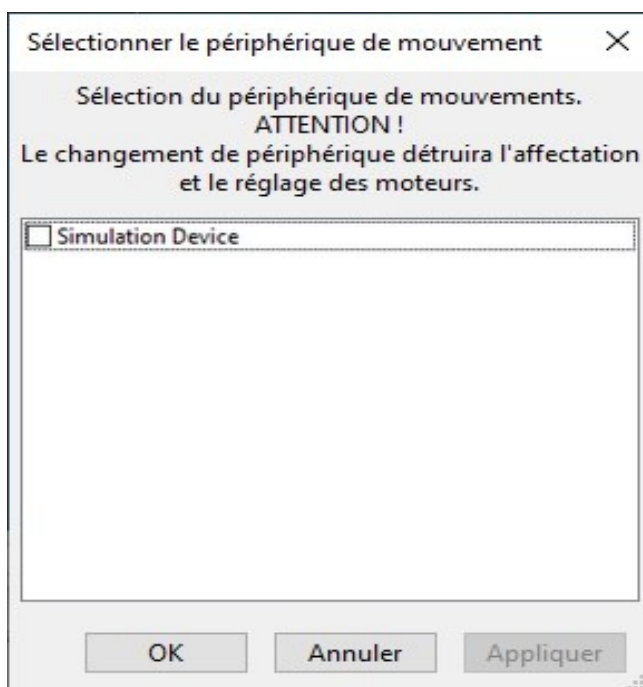 Sélectionner le périphérique de mouvement
Sélection du périphérique de mouvements.
ATTENTION !
Le changement de périphérique détruira l'affectation
et le réglage des moteurs.
Simulation Device
OK
Annuler
Appliquer